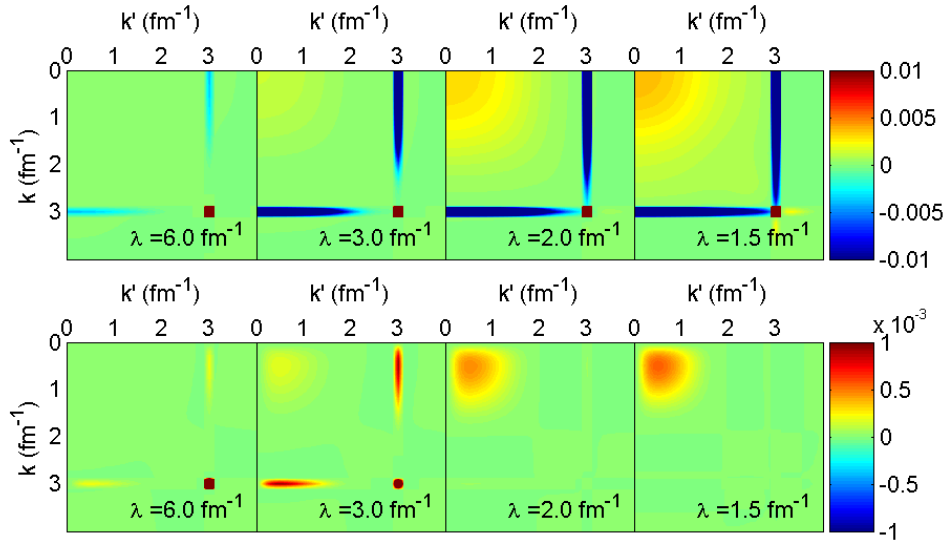 k' (fm⁻¹) k' (fm⁻¹) k' (fm⁻¹) k' (fm⁻¹)
0 1 2 3 0 1 2 3 0 1 2 3 0 1 2 3
k (fm⁻¹)
0
1
2
3
λ =6.0 fm⁻¹ λ =3.0 fm⁻¹ λ =2.0 fm⁻¹ λ =1.5 fm⁻¹
0.01
0.005
0
-0.005
-0.01
k' (fm⁻¹) k' (fm⁻¹) k' (fm⁻¹) k' (fm⁻¹)
0 1 2 3 0 1 2 3 0 1 2 3 0 1 2 3
x 10⁻³
k (fm⁻¹)
0
1
2
3
λ =6.0 fm⁻¹ λ =3.0 fm⁻¹ λ =2.0 fm⁻¹ λ =1.5 fm⁻¹
1
0.5
0
-0.5
-1